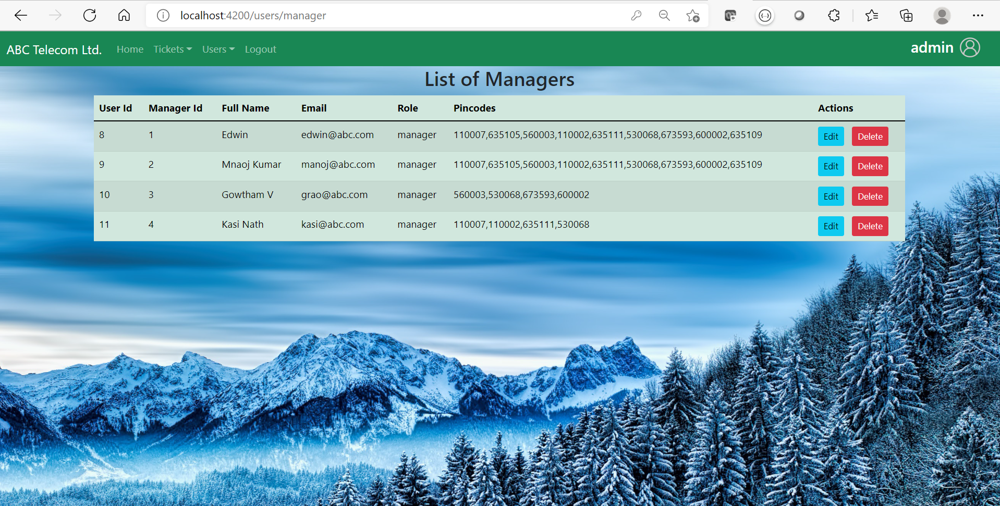 localhost:4200/users/manager
ABC Telecom Ltd. Home Tickets Users Logout admin
List of Managers
User Id Manager Id Full Name Email Role Pincodes Actions
8 1 Edwin edwin@abc.com manager 110007,635105,560003,110002,635111,530068,673593,600002,635109 Edit Delete
9 2 Mnaoj Kumar manoj@abc.com manager 110007,635105,560003,110002,635111,530068,673593,600002,635109 Edit Delete
10 3 Gowtham V grao@abc.com manager 560003,530068,673593,600002 Edit Delete
11 4 Kasi Nath kasi@abc.com manager 110007,110002,635111,530068 Edit Delete